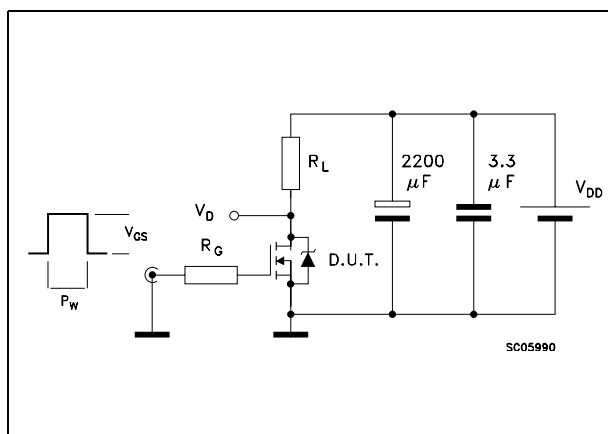 R_L
2200
μF
3.3
μF
V_DD
V_D
V_GS
R_G
D.U.T.
P_W
SC05990